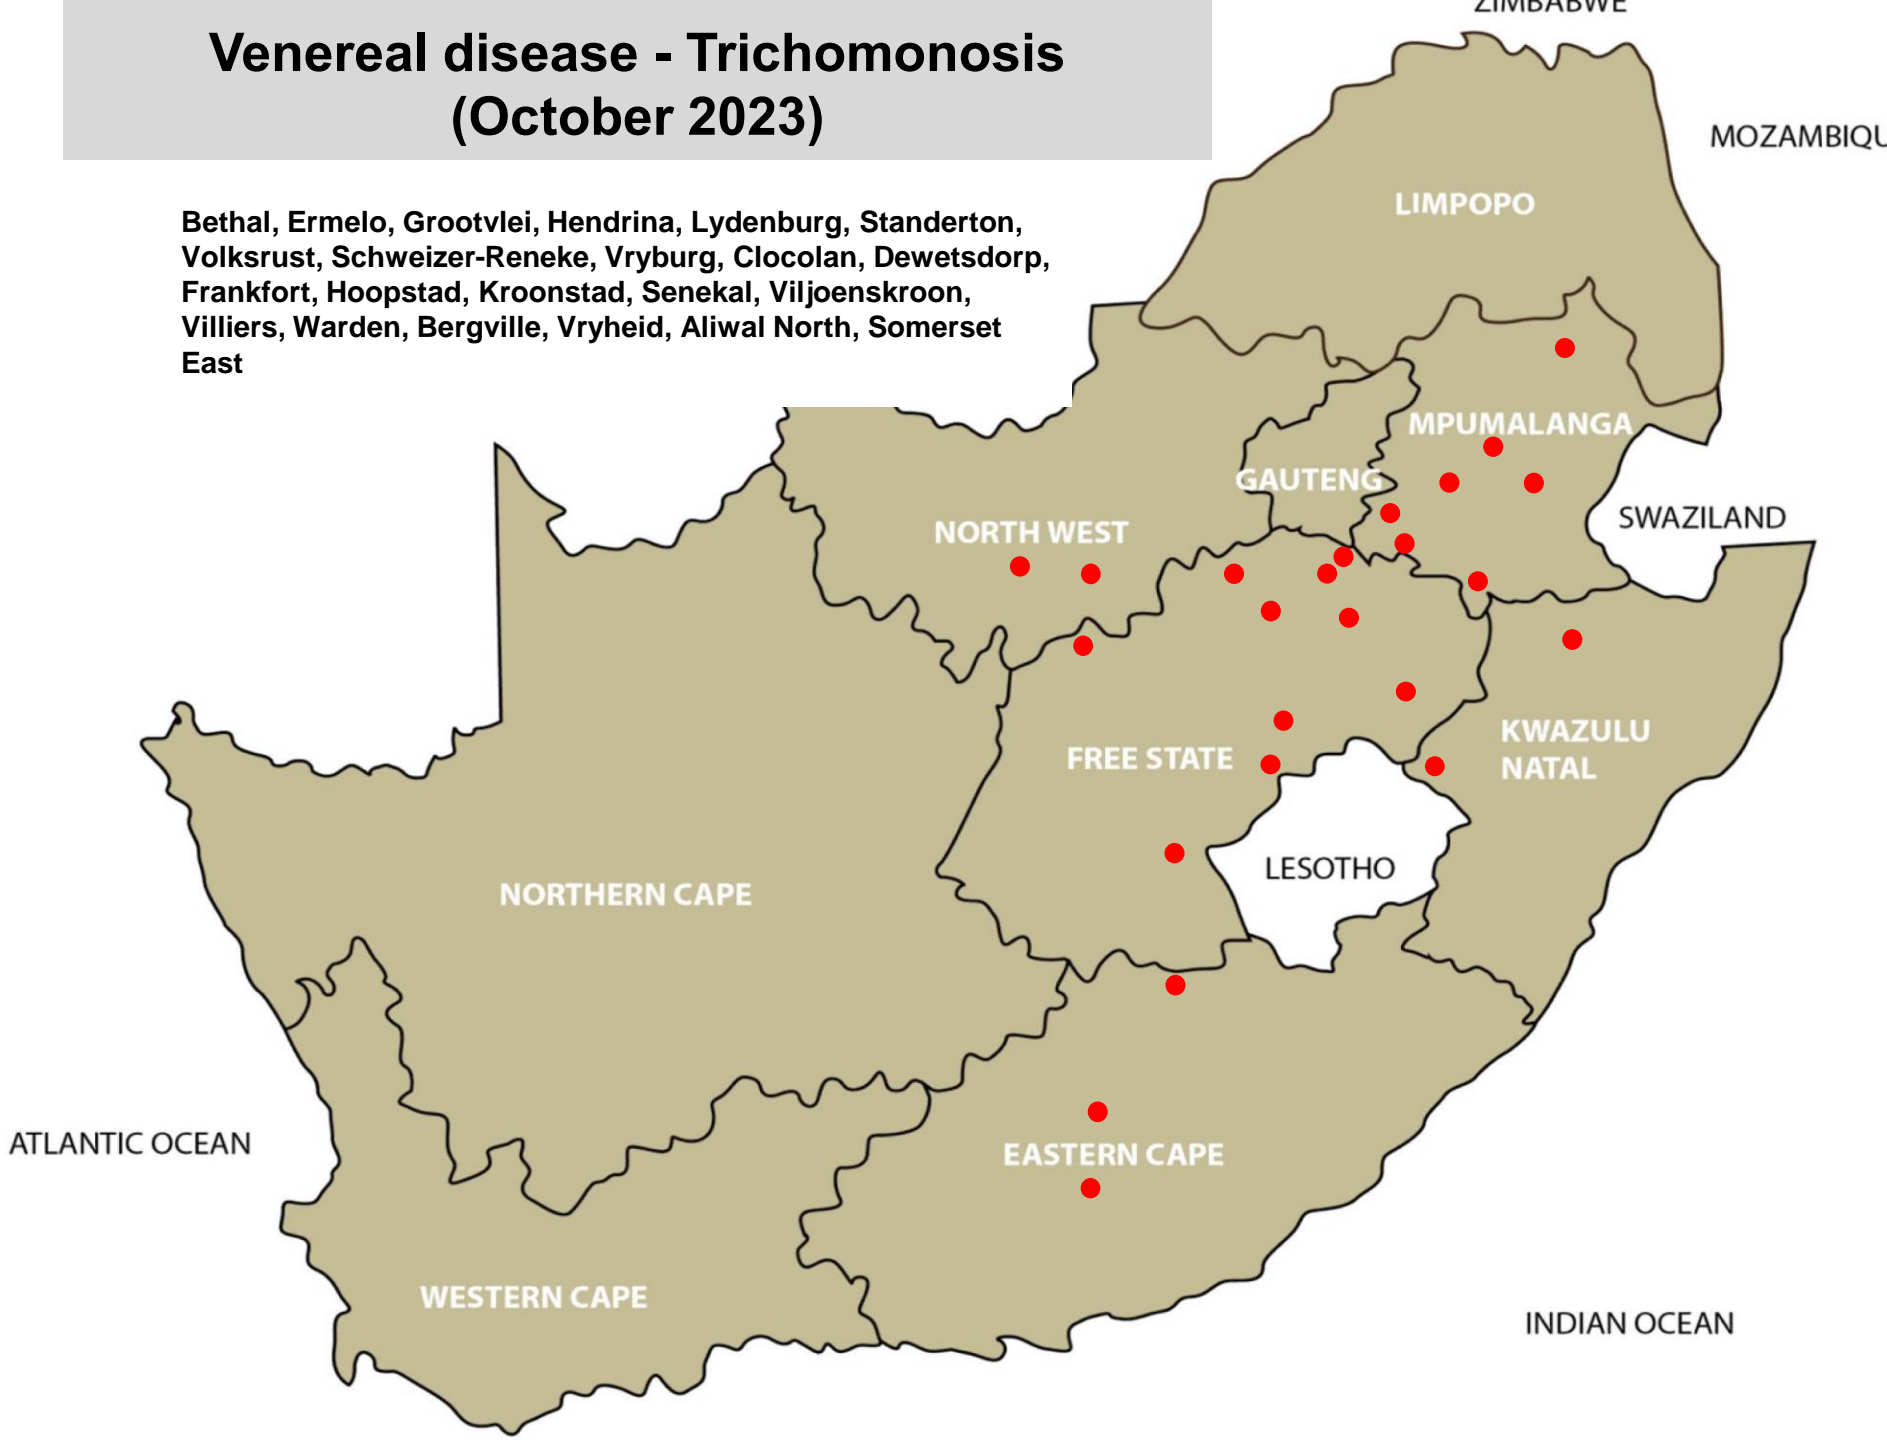 Venereal disease - Trichomonosis
(October 2023)
ZIMBABWE
MOZAMBIQU
Bethal, Ermelo, Grootvlei, Hendrina, Lydenburg, Standerton,
Volksrust, Schweizer-Reneke, Vryburg, Clocolan, Dewetsdorp,
Frankfort, Hoopstad, Kroonstad, Senekal, Viljoenskroon,
Villiers, Warden, Bergville, Vryheid, Aliwal North, Somerset
East
LIMPOPO
MPUMALANGA
GAUTENG
SWAZILAND
NORTH WEST
KWAZULU
NATAL
FREE STATE
LESOTHO
NORTHERN CAPE
ATLANTIC OCEAN
EASTERN CAPE
WESTERN CAPE
INDIAN OCEAN